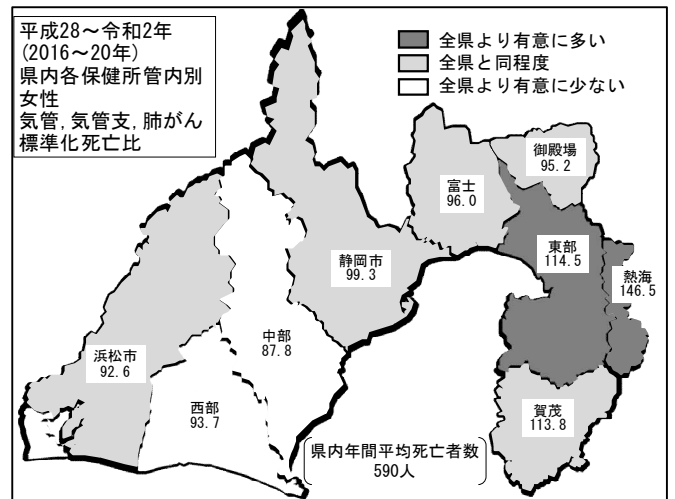 平成28～令和2年
(2016～20年)
県内各保健所管内別
女性
気管, 気管支, 肺がん
標準化死亡比
全県より有意に多い
全県と同程度
全県より有意に少ない
御殿場
95.2
富士
96.0
東部
114.5
熱海
146.5
静岡市
99.3
中部
87.8
浜松市
92.6
西部
93.7
賀茂
113.8
県内年間平均死亡者数
590人